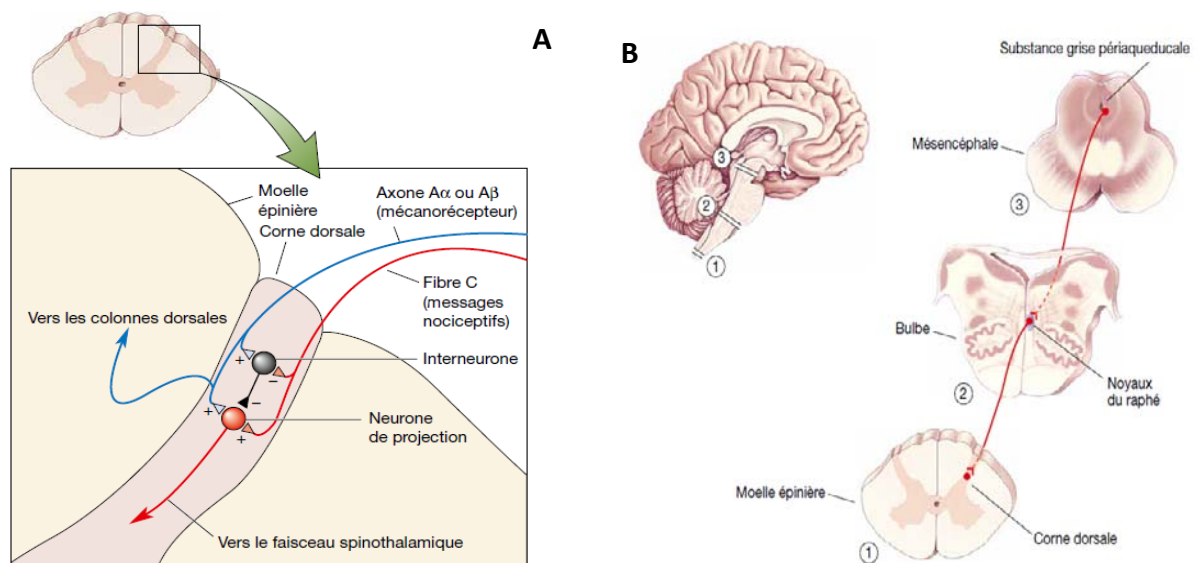 A
Moelle
épinière
Corne dorsale
Axone Aα ou Aβ
(mécanorécepteur)
Fibre C
(messages
nociceptifs)
Vers les colonnes dorsales
Interneurone
+
−
−
+
+
Neurone
de projection
Vers le faisceau spinothalamique
B
Substance grise périaqueducale
Mésencéphale
3
3
2
1
Bulbe
2
Noyaux
du raphé
Moelle épinière
Corne dorsale
1